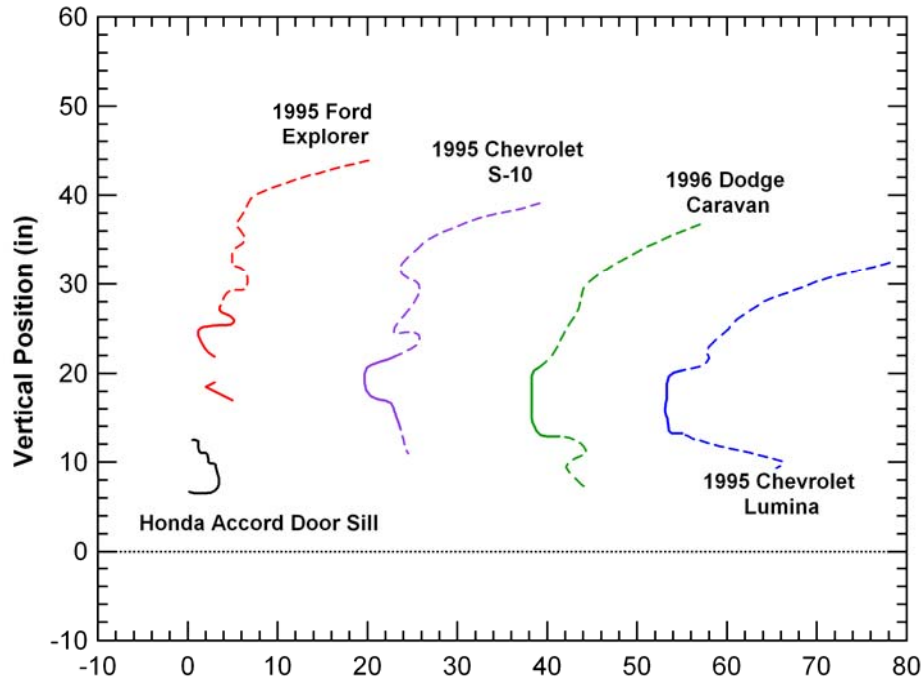 60
50
40
30
20
10
0
-10
Vertical Position (in)
1995 Ford
Explorer
1995 Chevrolet
S-10
1996 Dodge
Caravan
1995 Chevrolet
Lumina
Honda Accord Door Sill
-10 0 10 20 30 40 50 60 70 80